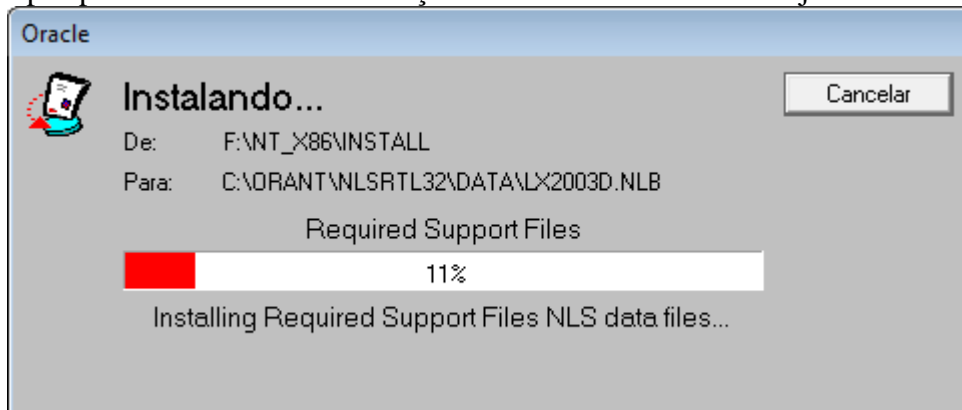 Oracle
Instalando...
Cancelar
De: F:\NT_X86\INSTALL
Para: C:\ORANT\NLSRTL32\DATA\LX2003D.NLB
Required Support Files
11%
Installing Required Support Files NLS data files...